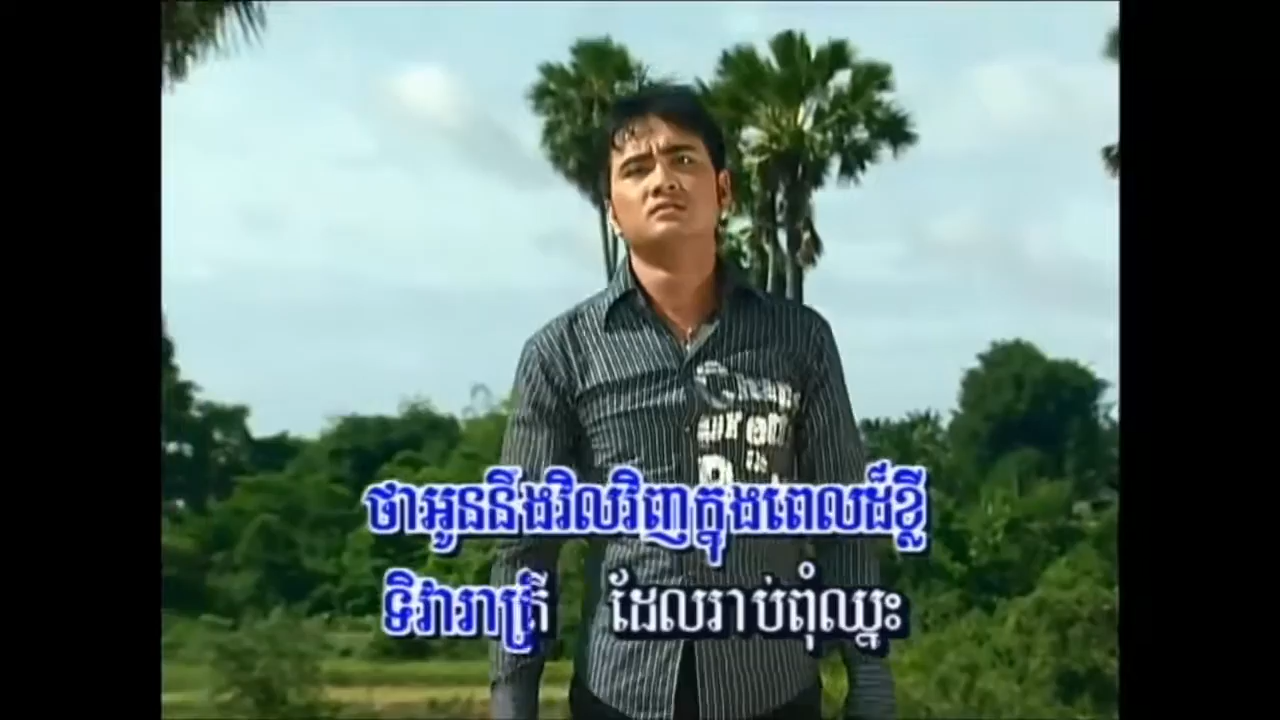 Chan
ថាអូននឹងវិលវិញក្នុងពេលដ៏ខ្លី
ទិវារាត្រី ដែលរាប់ពុំឈ្នះ